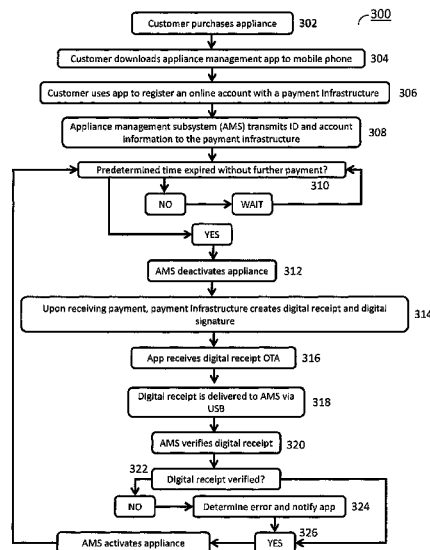 300
Customer purchases appliance
302
Customer downloads appliance management app to mobile phone
304
Customer uses app to register an online account with a payment Infrastructure
306
Appliance management subsystem (AMS) transmits ID and account
information to the payment infrastructure
308
Predetermined time expired without further payment?
310
NO
WAIT
YES
AMS deactivates appliance
312
Upon receiving payment, payment Infrastructure creates digital receipt and digital
signature
314
App receives digital receipt OTA
316
Digital receipt is delivered to AMS via
USB
318
AMS verifies digital receipt
320
322
Digital receipt verified?
NO
Determine error and notify app
324
326
AMS activates appliance
YES